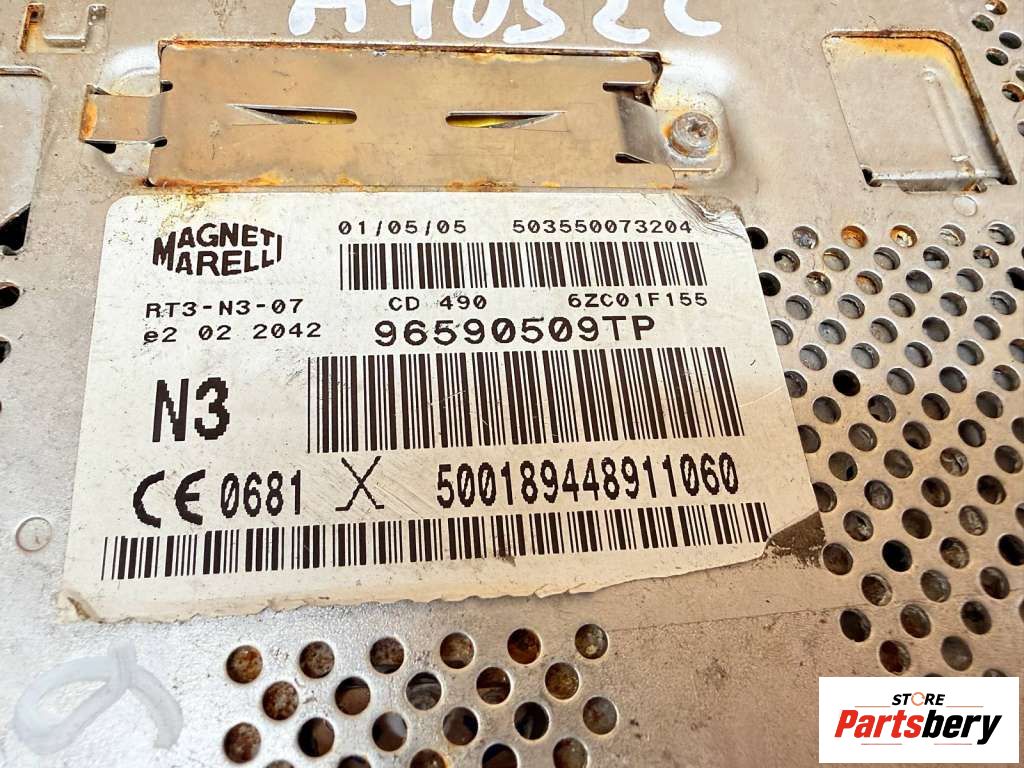 MAGNETI
MARELLI
01/05/05 503550073204
RT3-N3-07 CD 490 6ZC01F155
e2 02 2042 96590509TP
N3
CE 0681 500189448911060
STORE
Partsbery